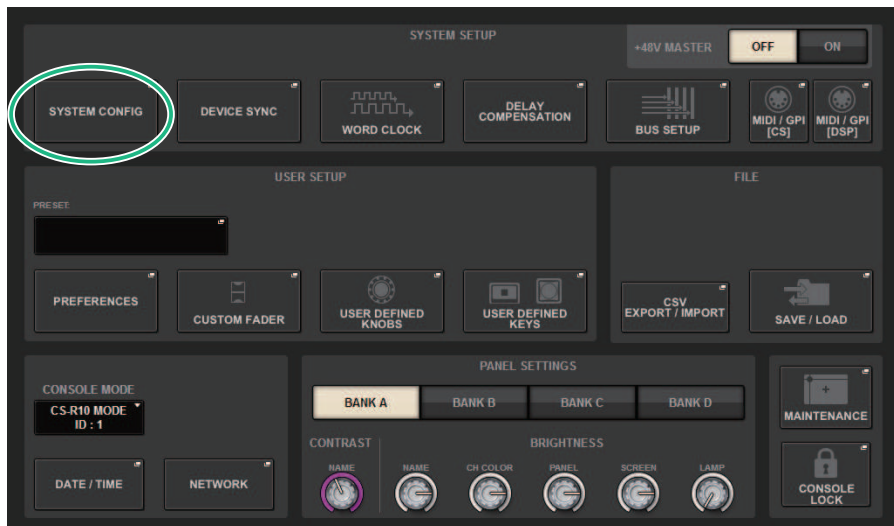 SYSTEM SETUP
+48V MASTER
OFF
ON
SYSTEM CONFIG
DEVICE SYNC
WORD CLOCK
DELAY
COMPENSATION
BUS SETUP
MIDI / GPI
[CS]
MIDI / GPI
[DSP]
USER SETUP
PRESET
PREFERENCES
CUSTOM FADER
USER DEFINED
KNOBS
USER DEFINED
KEYS
FILE
CSV
EXPORT / IMPORT
SAVE / LOAD
CONSOLE MODE
CS-R10 MODE
ID : 1
DATE / TIME
NETWORK
PANEL SETTINGS
BANK A
BANK B
BANK C
BANK D
CONTRAST
BRIGHTNESS
NAME
NAME
CH COLOR
PANEL
SCREEN
LAMP
MAINTENANCE
CONSOLE
LOCK